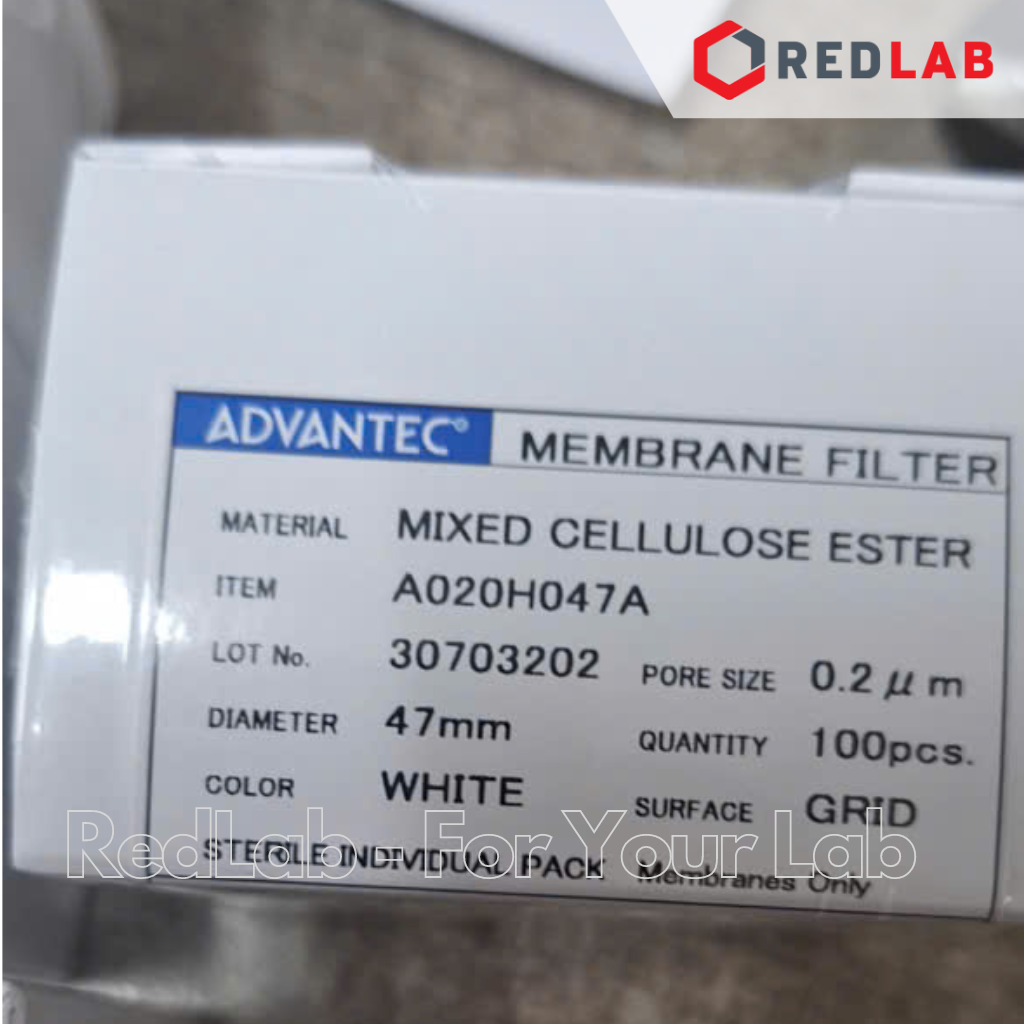 REDLAB
ADVANTEC® MEMBRANE FILTER
MATERIAL MIXED CELLULOSE ESTER
ITEM A020H047A
LOT No. 30703202 PORE SIZE 0.2 μm
DIAMETER 47mm QUANTITY 100pcs.
COLOR WHITE SURFACE GRID
RedLab - For Your Lab
STERILE INDIVIDUAL PACK Membranes Only